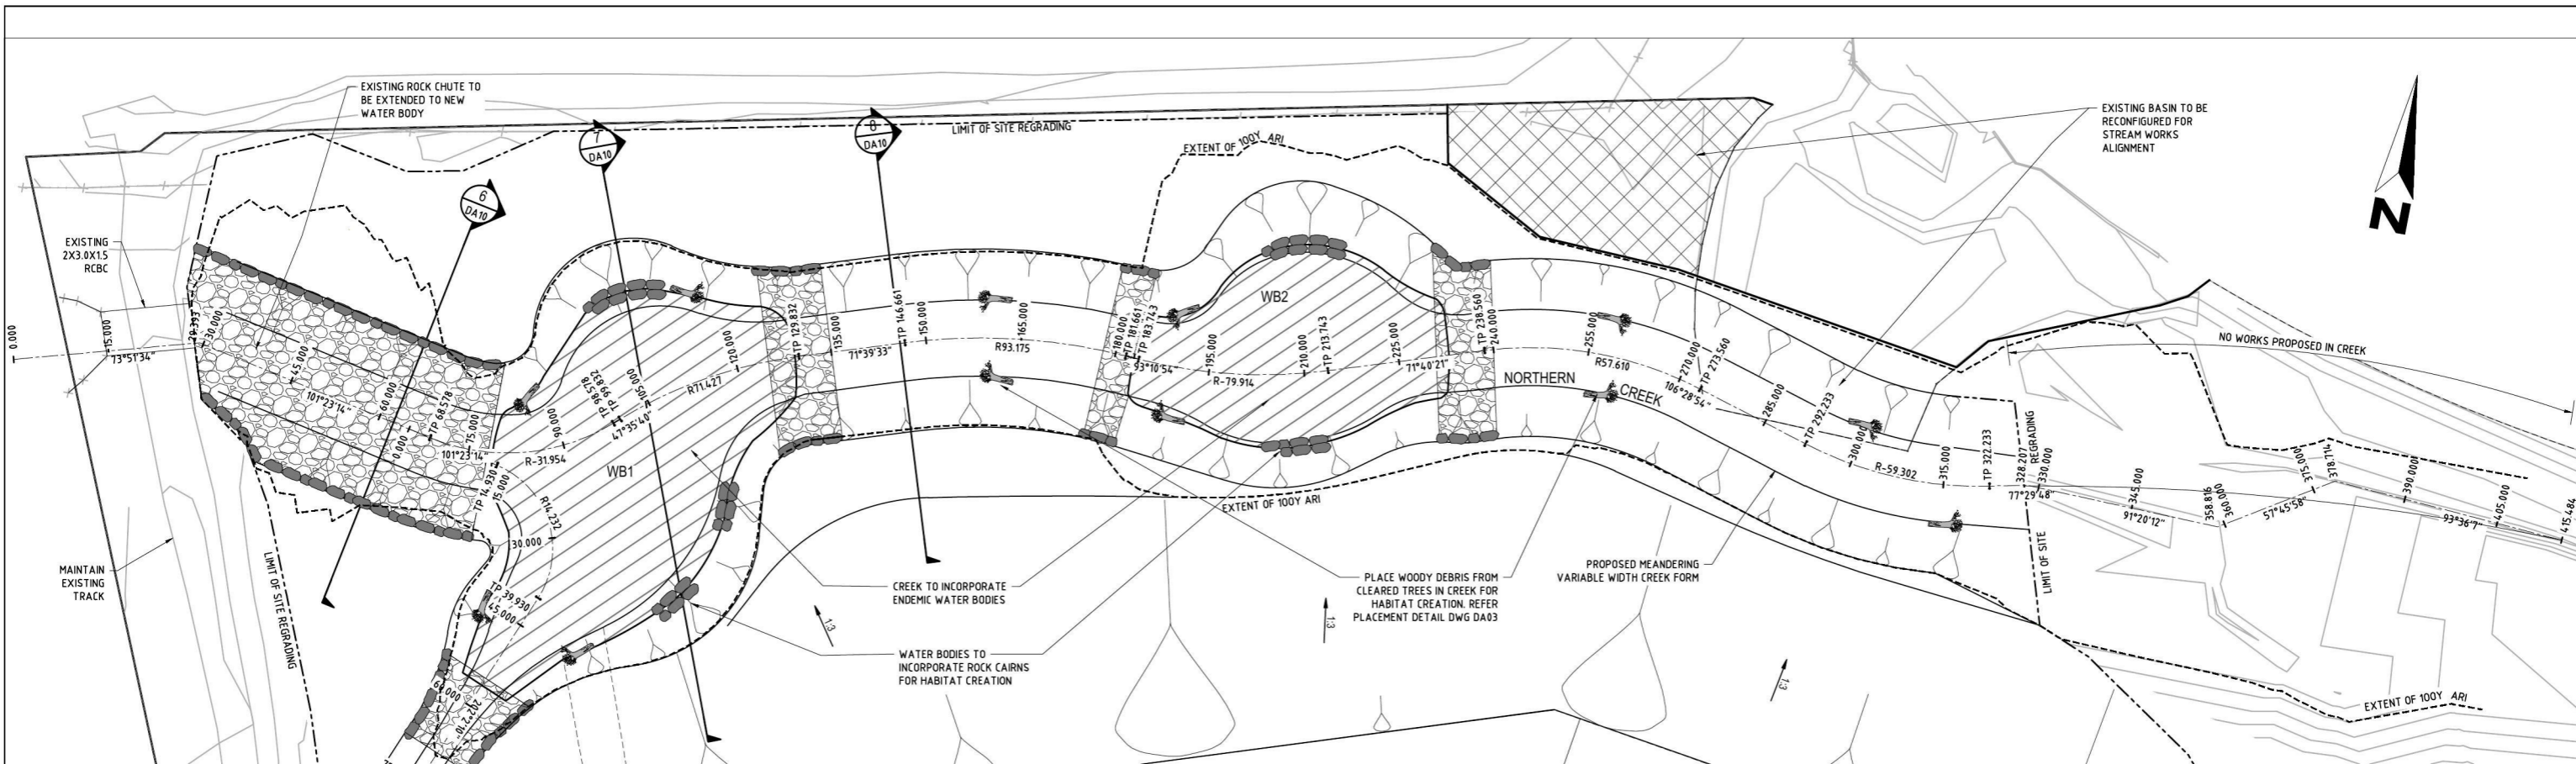 EXISTING ROCK CHUTE TO
BE EXTENDED TO NEW
WATER BODY
7
DA10
8
DA10
6
DA10
LIMIT OF SITE REGRADING
EXTENT OF 100Y ARI
EXISTING BASIN TO BE
RECONFIGURED FOR
STREAM WORKS
ALIGNMENT
N
EXISTING
2X3.0X1.5
RCBC
0.000
15.000
73°51'34"
29.393
30.000
45.000
101°23'14"
60.000
0.000
TP 68.578
75.000
101°23'14"
TP 14.930
15.000
R14.232
30.000
TP 39.930
45.000
60.000
R-31.954
90.000
TP 98.578
TP 99.832
105.000
47°35'40"
R71.427
120.000
TP 129.832
135.000
71°39'33"
TP 146.661
150.000
R93.175
165.000
180.000
TP 181.661
TP 183.743
93°10'54"
195.000
R-79.914
210.000
TP 213.743
225.000
71°40'21"
TP 238.560
240.000
255.000
R57.610
270.000
TP 273.560
106°28'54"
285.000
TP 292.233
300.000
R-59.302
315.000
TP 322.233
328.207
330.000
77°29'48"
345.000
91°20'12"
358.816
360.000
57°45'58"
375.000
378.714
390.000
93°36'7"
405.000
415.484
WB1
WB2
NORTHERN
CREEK
NO WORKS PROPOSED IN CREEK
LIMIT OF SITE
REGRADING
MAINTAIN
EXISTING
TRACK
LIMIT OF SITE REGRADING
EXTENT OF 100Y ARI
CREEK TO INCORPORATE
ENDEMIC WATER BODIES
WATER BODIES TO
INCORPORATE ROCK CAIRNS
FOR HABITAT CREATION
PLACE WOODY DEBRIS FROM
CLEARED TREES IN CREEK FOR
HABITAT CREATION. REFER
PLACEMENT DETAIL DWG DA03
PROPOSED MEANDERING
VARIABLE WIDTH CREEK FORM
1:3
1:3
1:3
EXTENT OF 100Y ARI